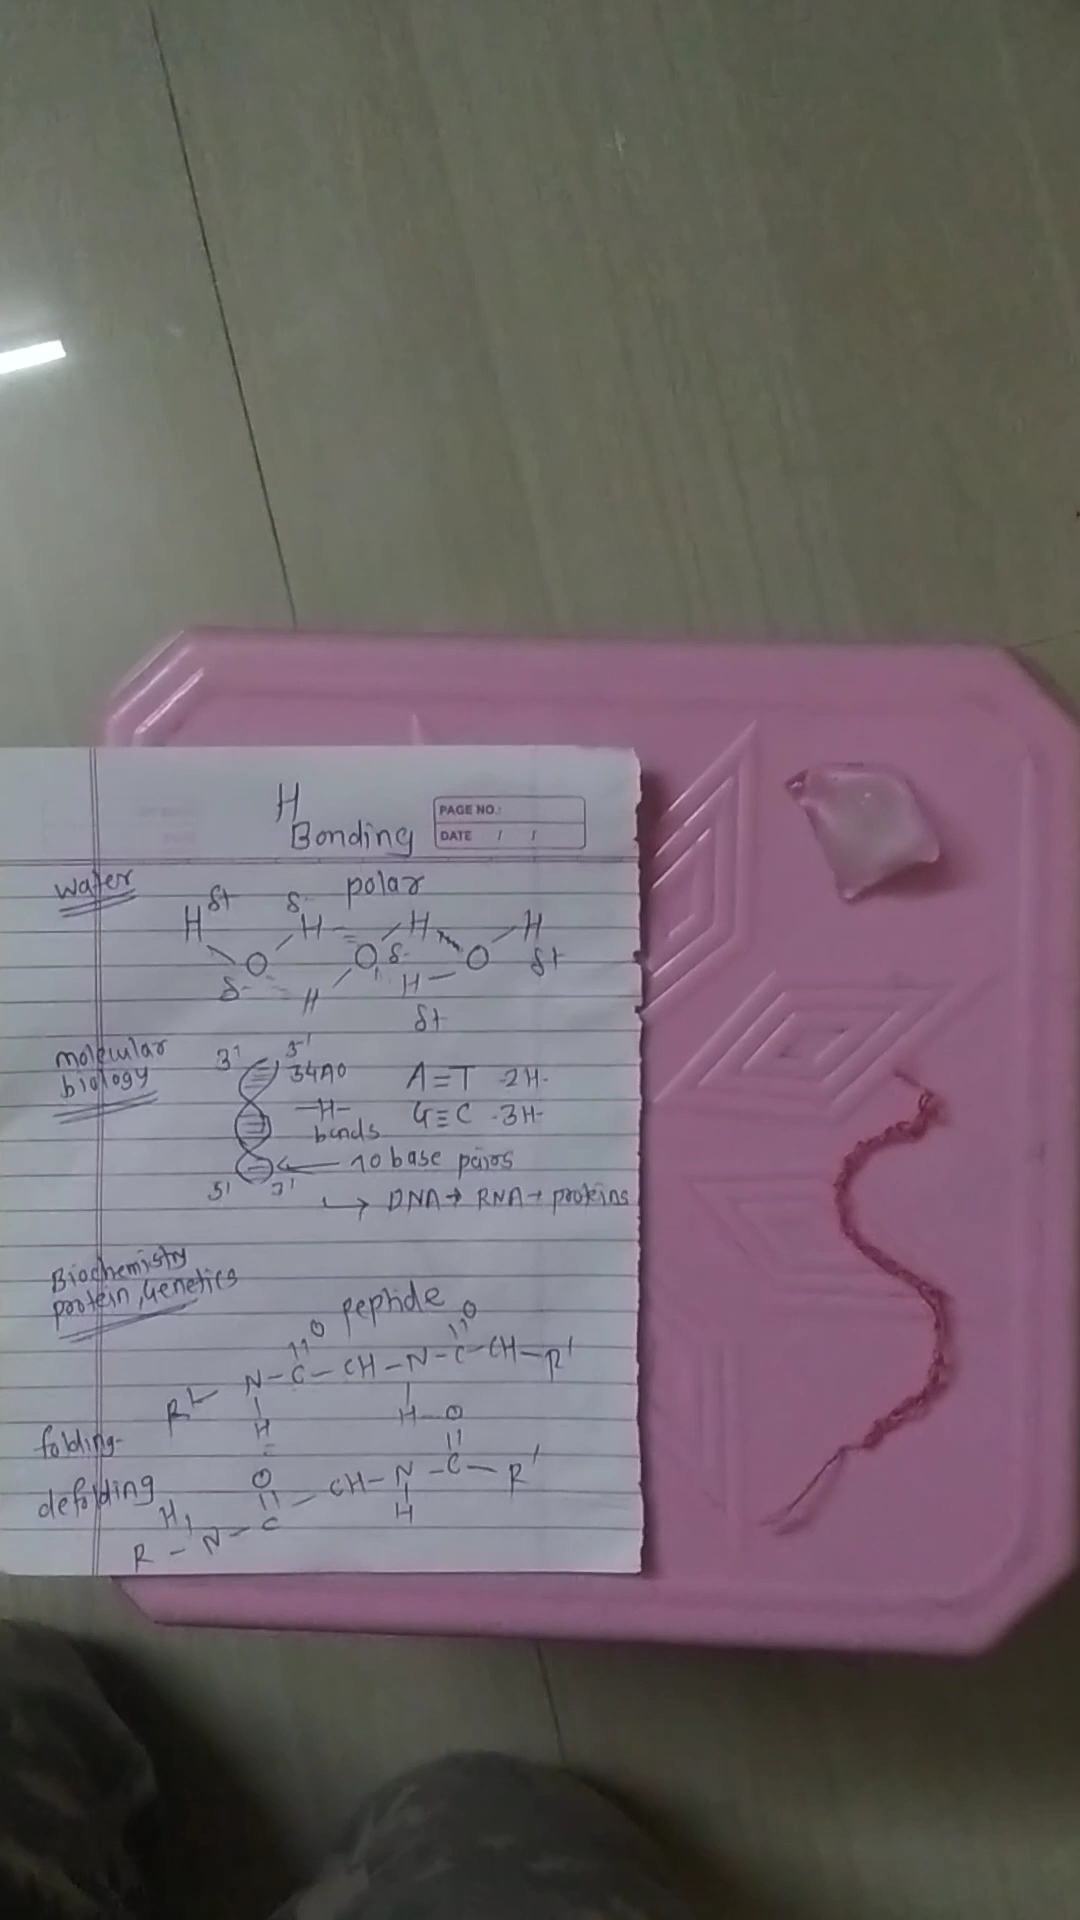 H
Bonding
PAGE NO.:
DATE / /
water
polar
H δ+ δ- H H H
O O δ- O δ+
δ- H H
δ+
molecular
biology
3' 5'
34A0
A=T -2H-
-H-
bonds
G≡C -3H-
10 base pairs
5' 3'
→ DNA → RNA → proteins
Biochemistry
protein, Genetics
peptide
O O
R N-C-CH-N-C-CH-R'
H H O
folding-
defolding
O CH-N-C-R'
H H
R-N-C